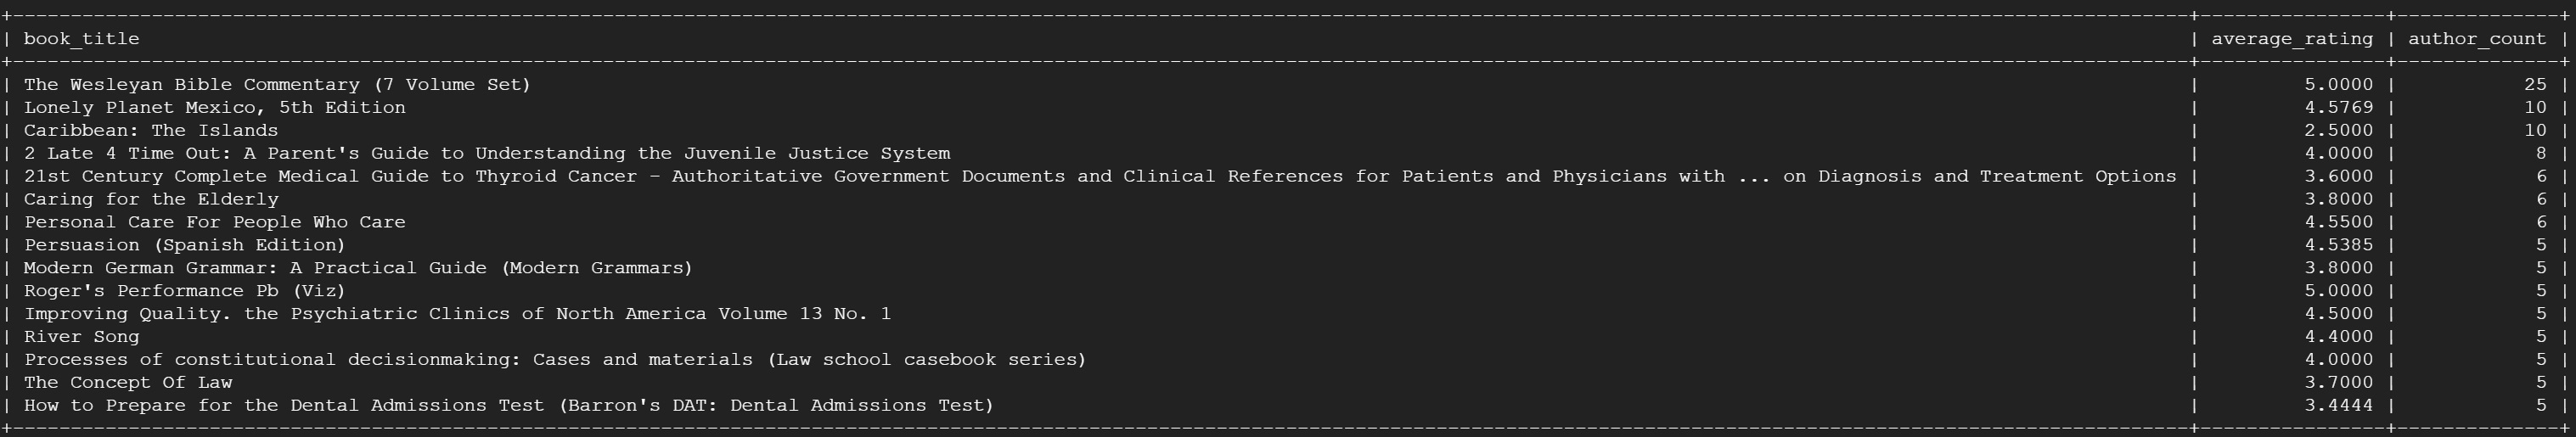 | book_title | average_rating | author_count |
| The Wesleyan Bible Commentary (7 Volume Set) | 5.0000 | 25 |
| Lonely Planet Mexico, 5th Edition | 4.5769 | 10 |
| Caribbean: The Islands | 2.5000 | 10 |
| 2 Late 4 Time Out: A Parent's Guide to Understanding the Juvenile Justice System | 4.0000 | 8 |
| 21st Century Complete Medical Guide to Thyroid Cancer - Authoritative Government Documents and Clinical References for Patients and Physicians with ... on Diagnosis and Treatment Options | 3.6000 | 6 |
| Caring for the Elderly | 3.8000 | 6 |
| Personal Care For People Who Care | 4.5500 | 6 |
| Persuasion (Spanish Edition) | 4.5385 | 5 |
| Modern German Grammar: A Practical Guide (Modern Grammars) | 3.8000 | 5 |
| Roger's Performance Pb (Viz) | 5.0000 | 5 |
| Improving Quality. the Psychiatric Clinics of North America Volume 13 No. 1 | 4.5000 | 5 |
| River Song | 4.4000 | 5 |
| Processes of constitutional decisionmaking: Cases and materials (Law school casebook series) | 4.0000 | 5 |
| The Concept Of Law | 3.7000 | 5 |
| How to Prepare for the Dental Admissions Test (Barron's DAT: Dental Admissions Test) | 3.4444 | 5 |